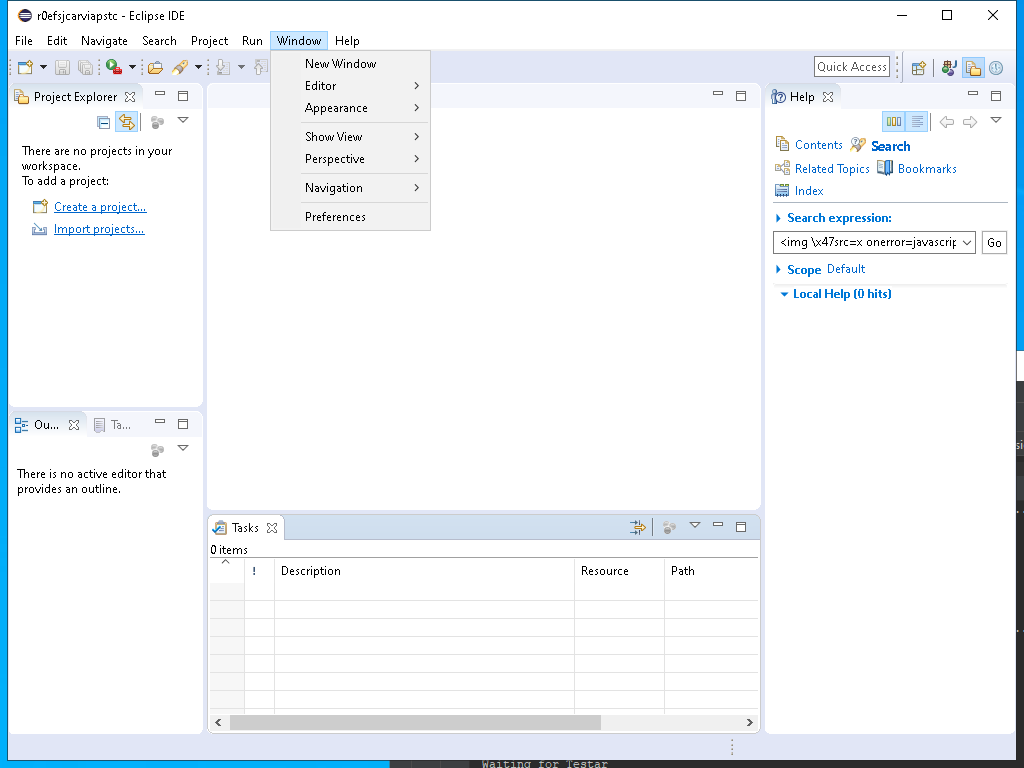 r0efsjcarviapstc - Eclipse IDE
File Edit Navigate Search Project Run Window Help
Quick Access
New Window
Editor
Appearance
Show View
Perspective
Navigation
Preferences
Project Explorer
There are no projects in your
workspace.
To add a project:
Create a project...
Import projects...
Ou... Ta...
There is no active editor that
provides an outline.
Tasks
0 items
! Description Resource Path
Help
Contents Search
Related Topics Bookmarks
Index
Search expression:
<img \x47src=x onerror=javascrip Go
Scope Default
Local Help (0 hits)
si
Waiting for Testar